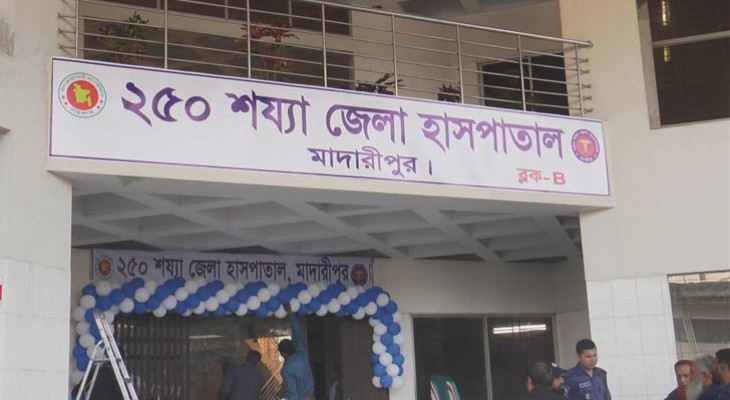 ২৫০ শয্যা জেলা হাসপাতাল
মাদারীপুর ।
ব্লক-B
২৫০ শয্যা জেলা হাসপাতাল, মাদারীপুর